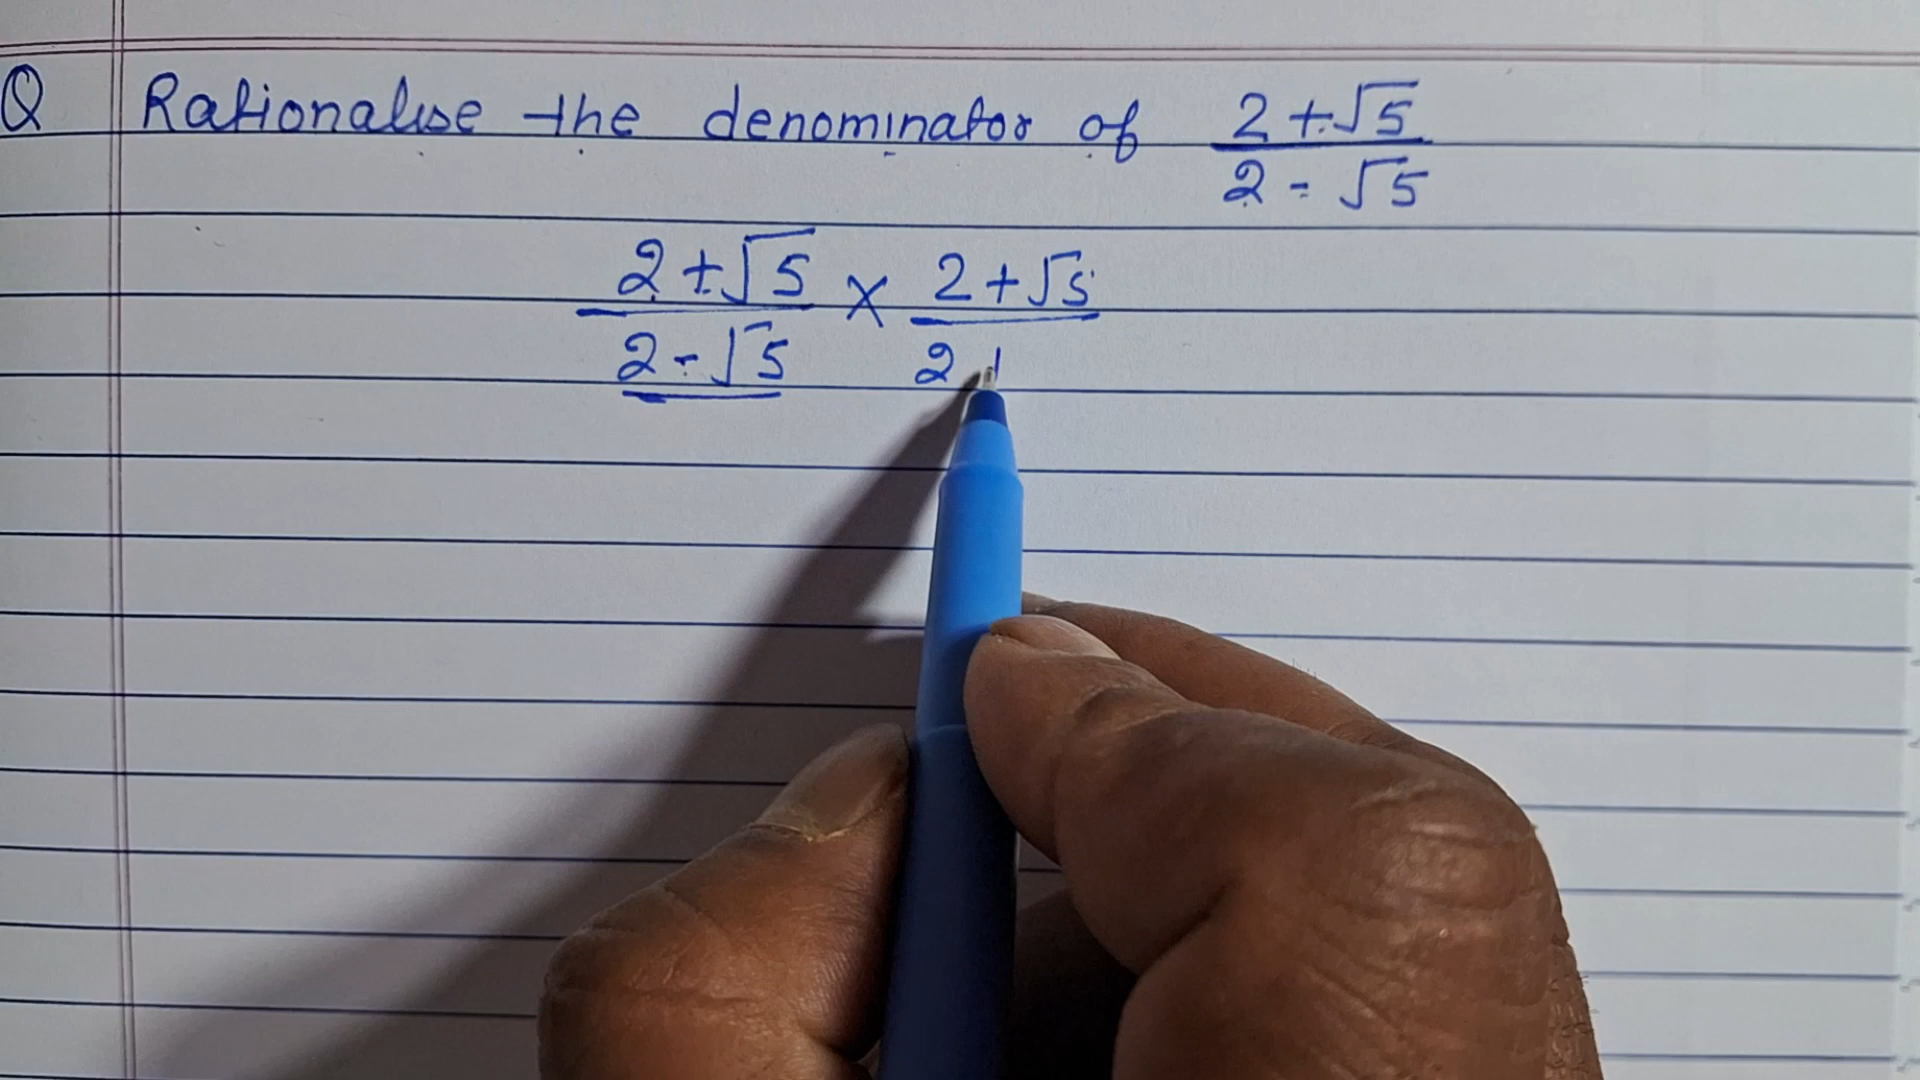 Q Rationalise the denominator of 2+√5 / 2-√5
2+√5 / 2-√5 × 2+√5 / 2